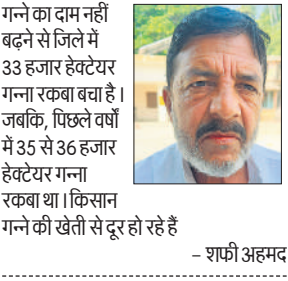 गन्ने का दाम नहीं
बढ़ने से जिले में
33 हजार हेक्टेयर
गन्ना रकबा बचा है।
जबकि, पिछले वर्षों
में 35 से 36 हजार
हेक्टेयर गन्ना
रकबा था। किसान
गन्ने की खेती से दूर हो रहे हैं
– शफी अहमद